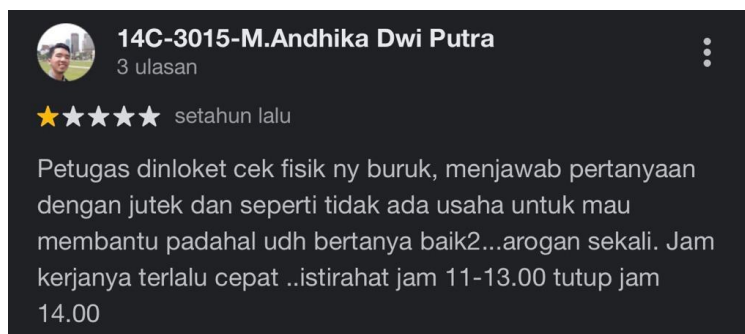 14C-3015-M.Andhika Dwi Putra
3 ulasan
setahun lalu
Petugas dinloket cek fisik ny buruk, menjawab pertanyaan
dengan jutek dan seperti tidak ada usaha untuk mau
membantu padahal udh bertanya baik2...arogan sekali. Jam
kerjanya terlalu cepat ..istirahat jam 11-13.00 tutup jam
14.00